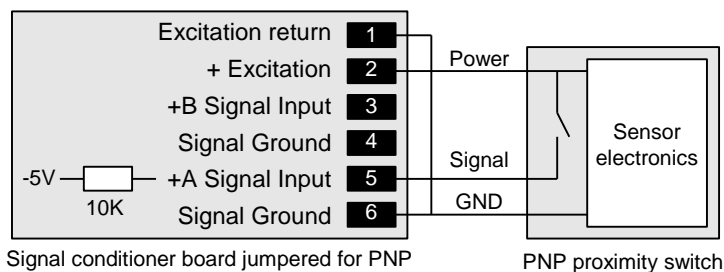 Excitation return 1
+ Excitation 2
+B Signal Input 3
Signal Ground 4
-5V
10K
+A Signal Input 5
Signal Ground 6
Power
Signal
GND
Sensor
electronics
Signal conditioner board jumpered for PNP
PNP proximity switch